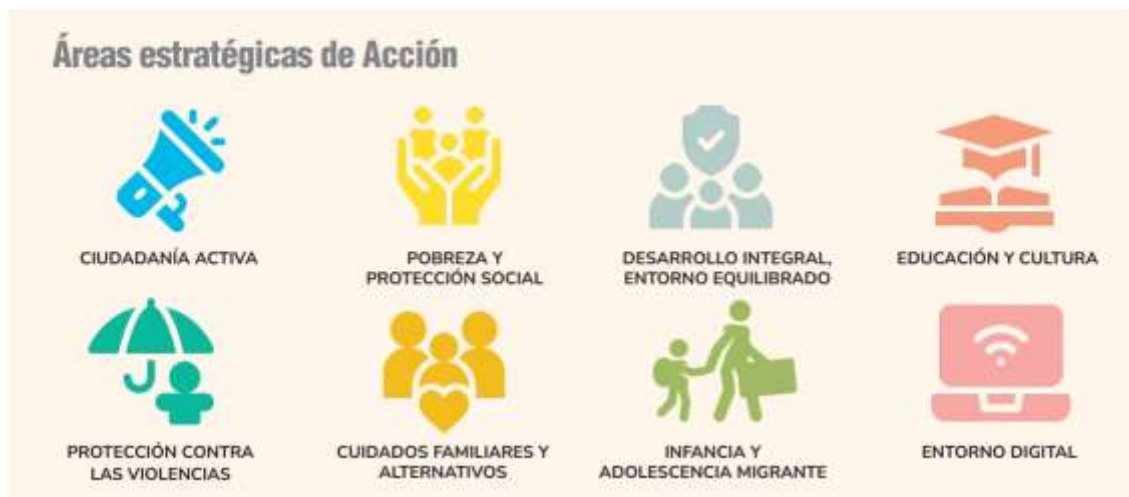 Áreas estratégicas de Acción
CIUDADANÍA ACTIVA
POBREZA Y
PROTECCIÓN SOCIAL
DESARROLLO INTEGRAL,
ENTORNO EQUILIBRADO
EDUCACIÓN Y CULTURA
PROTECCIÓN CONTRA
LAS VIOLENCIAS
CUIDADOS FAMILIARES Y
ALTERNATIVOS
INFANCIA Y
ADOLESCENCIA MIGRANTE
ENTORNO DIGITAL